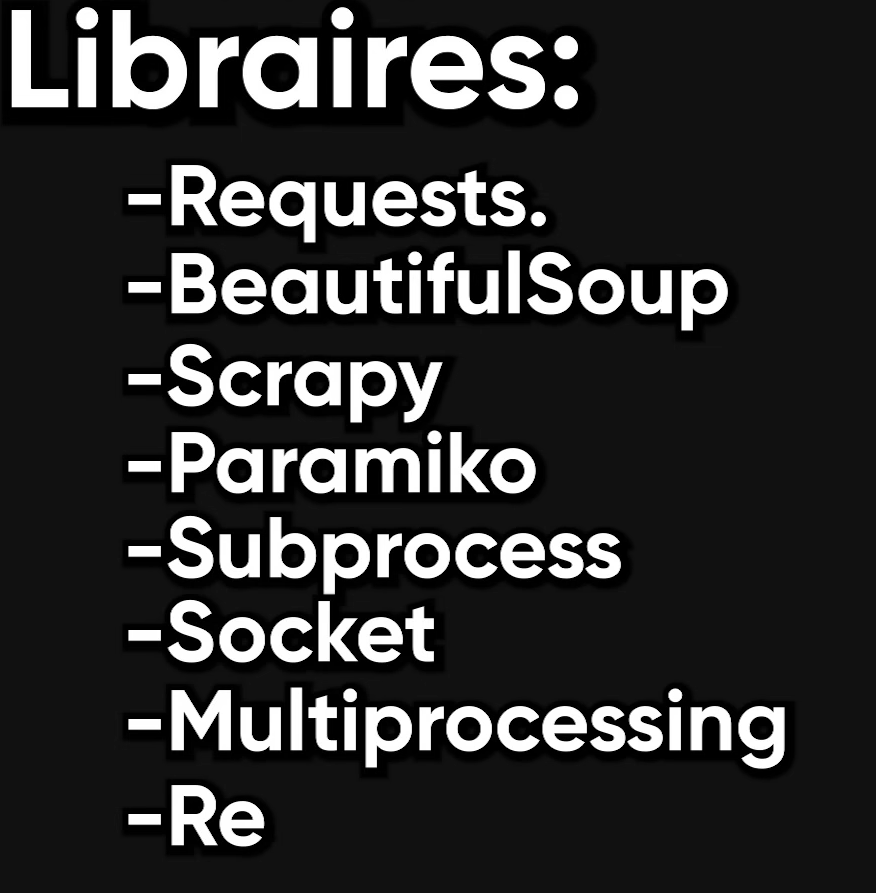 Libraires:
-Requests.
-BeautifulSoup
-Scrapy
-Paramiko
-Subprocess
-Socket
-Multiprocessing
-Re